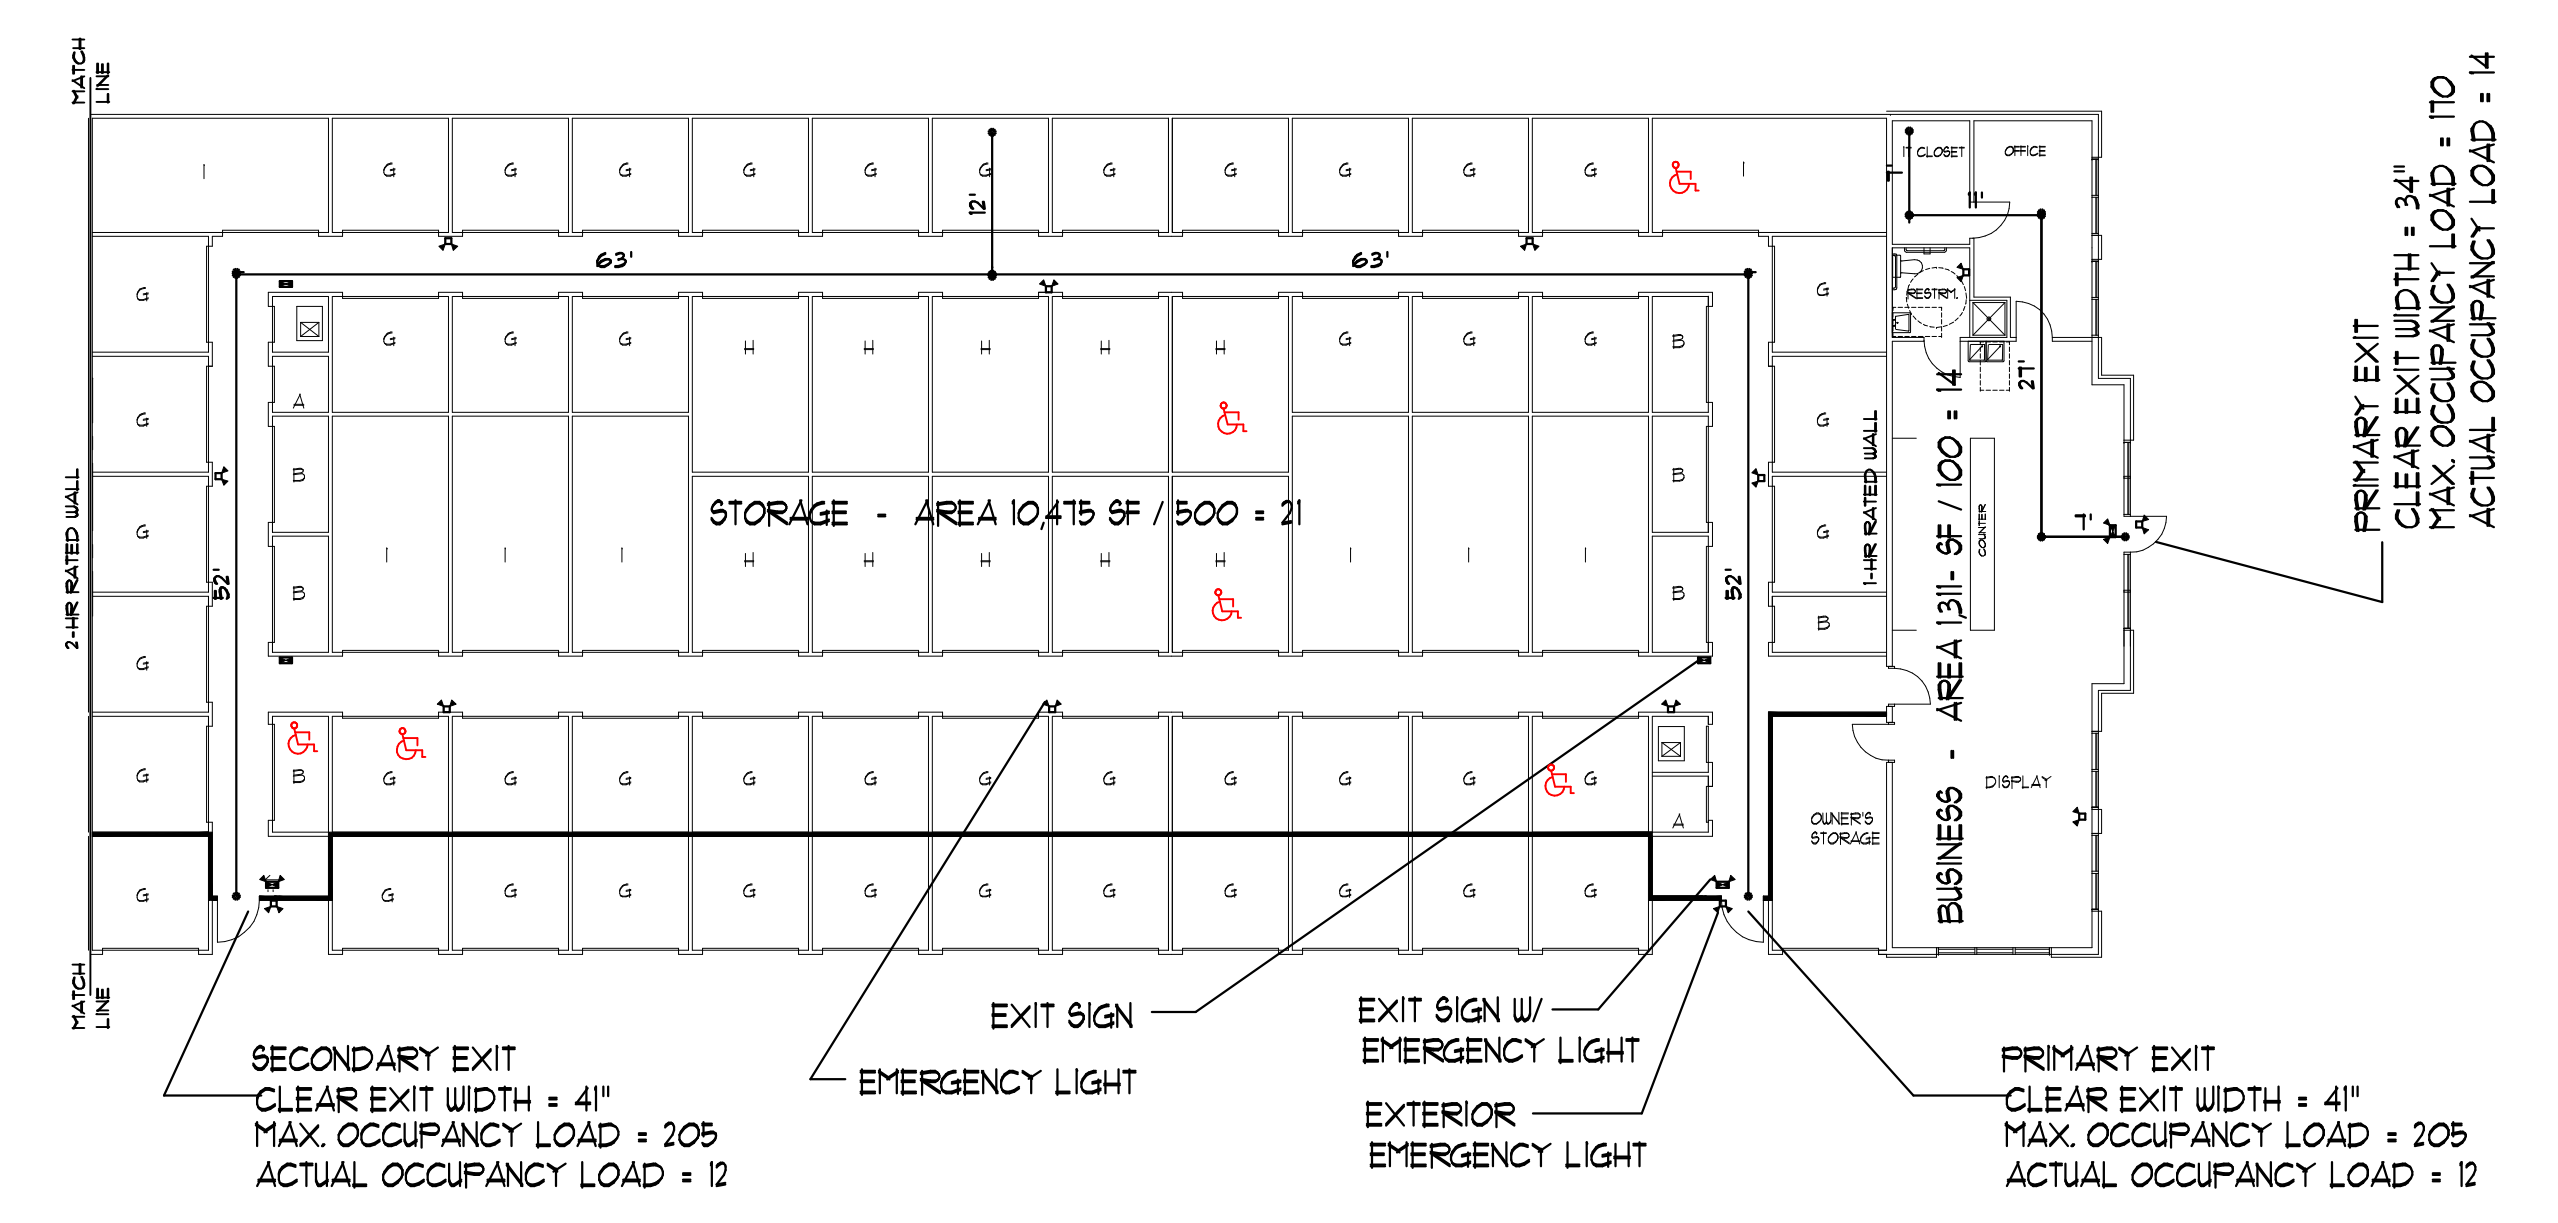 MATCH
LINE
I G G G G G G G G G G G I
IT CLOSET OFFICE
12'
11'
63' 63'
G G
RESTRM.
G G G H H H H H G G G B
27'
A
G B B G
2-HR RATED WALL
1-HR RATED WALL
STORAGE - AREA 10,475 SF / 500 = 21
BUSINESS - AREA 1,311- SF / 100 = 14
COUNTER
G G
7'
I I I H H H H H I I I
52' 52'
B B
B
G
G B G G G G G G G G G G G
DISPLAY
A
OWNER'S
STORAGE
G G G G G G G G G G G G
MATCH
LINE
PRIMARY EXIT
CLEAR EXIT WIDTH = 34"
MAX. OCCUPANCY LOAD = 170
ACTUAL OCCUPANCY LOAD = 14
SECONDARY EXIT
CLEAR EXIT WIDTH = 41"
MAX. OCCUPANCY LOAD = 205
ACTUAL OCCUPANCY LOAD = 12
EMERGENCY LIGHT
EXIT SIGN
EXIT SIGN W/
EMERGENCY LIGHT
EXTERIOR
EMERGENCY LIGHT
PRIMARY EXIT
CLEAR EXIT WIDTH = 41"
MAX. OCCUPANCY LOAD = 205
ACTUAL OCCUPANCY LOAD = 12